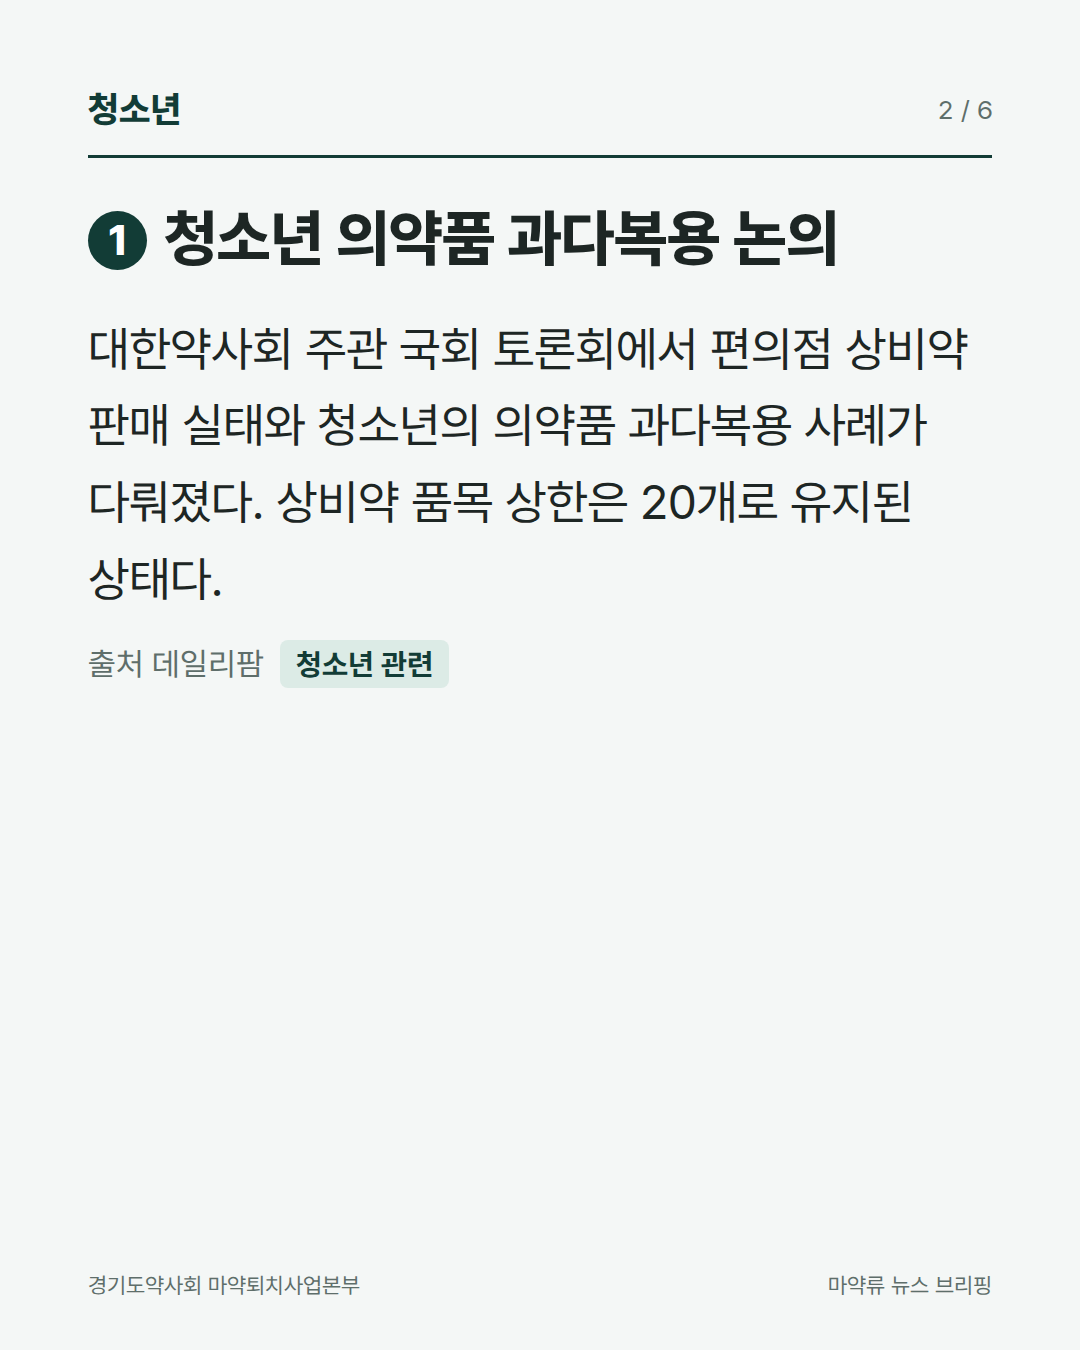 청소년
2 / 6
1 청소년 의약품 과다복용 논의
대한약사회 주관 국회 토론회에서 편의점 상비약
판매 실태와 청소년의 의약품 과다복용 사례가
다뤄졌다. 상비약 품목 상한은 20개로 유지된
상태다.
출처 데일리팜 청소년 관련
경기도약사회 마약퇴치사업본부
마약류 뉴스 브리핑